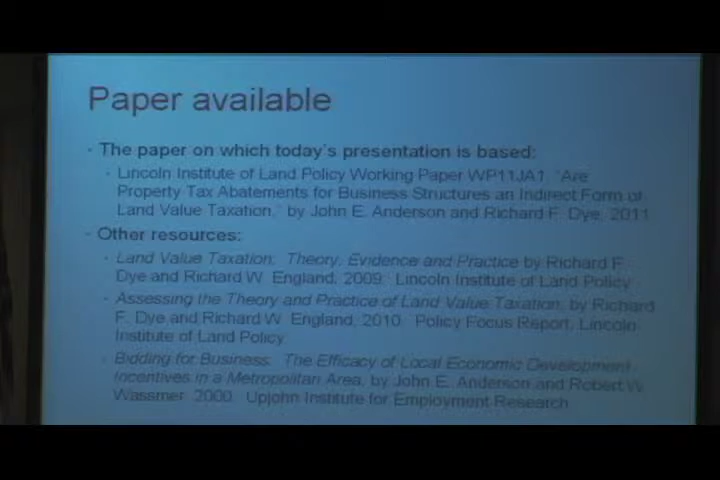 Paper available
The paper on which today's presentation is based:
Lincoln Institute of Land Policy Working Paper WP11JA1, "Are
Property Tax Abatements for Business Structures an Indirect Form of
Land Value Taxation," by John E. Anderson and Richard F. Dye, 2011
Other resources:
Land Value Taxation: Theory, Evidence and Practice by Richard F.
Dye and Richard W. England, 2009. Lincoln Institute of Land Policy
Assessing the Theory and Practice of Land Value Taxation, by Richard
F. Dye and Richard W. England, 2010. Policy Focus Report, Lincoln
Institute of Land Policy
Bidding for Business: The Efficacy of Local Economic Development
Incentives in a Metropolitan Area, by John E. Anderson and Robert W.
Wassmer, 2000. Upjohn Institute for Employment Research